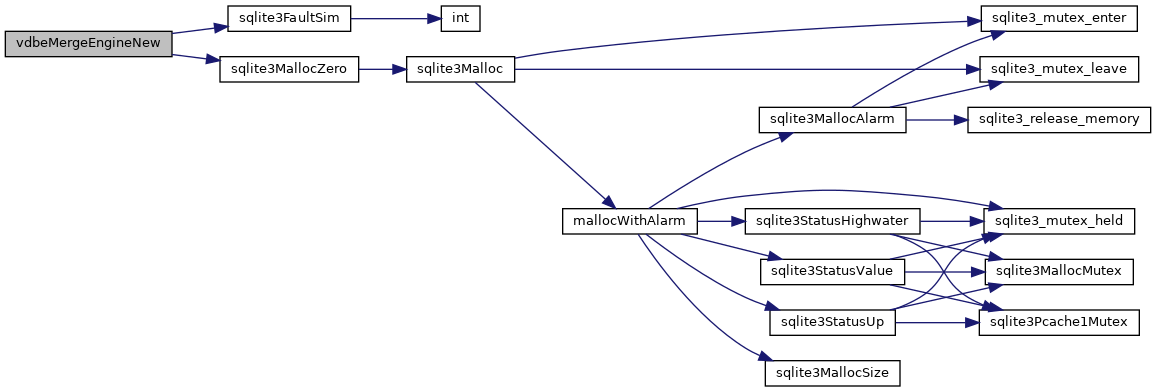 vdbeMergeEngineNew
sqlite3FaultSim
int
sqlite3MallocZero
sqlite3Malloc
sqlite3_mutex_enter
sqlite3_mutex_leave
sqlite3MallocAlarm
sqlite3_release_memory
mallocWithAlarm
sqlite3StatusHighwater
sqlite3_mutex_held
sqlite3StatusValue
sqlite3MallocMutex
sqlite3StatusUp
sqlite3Pcache1Mutex
sqlite3MallocSize